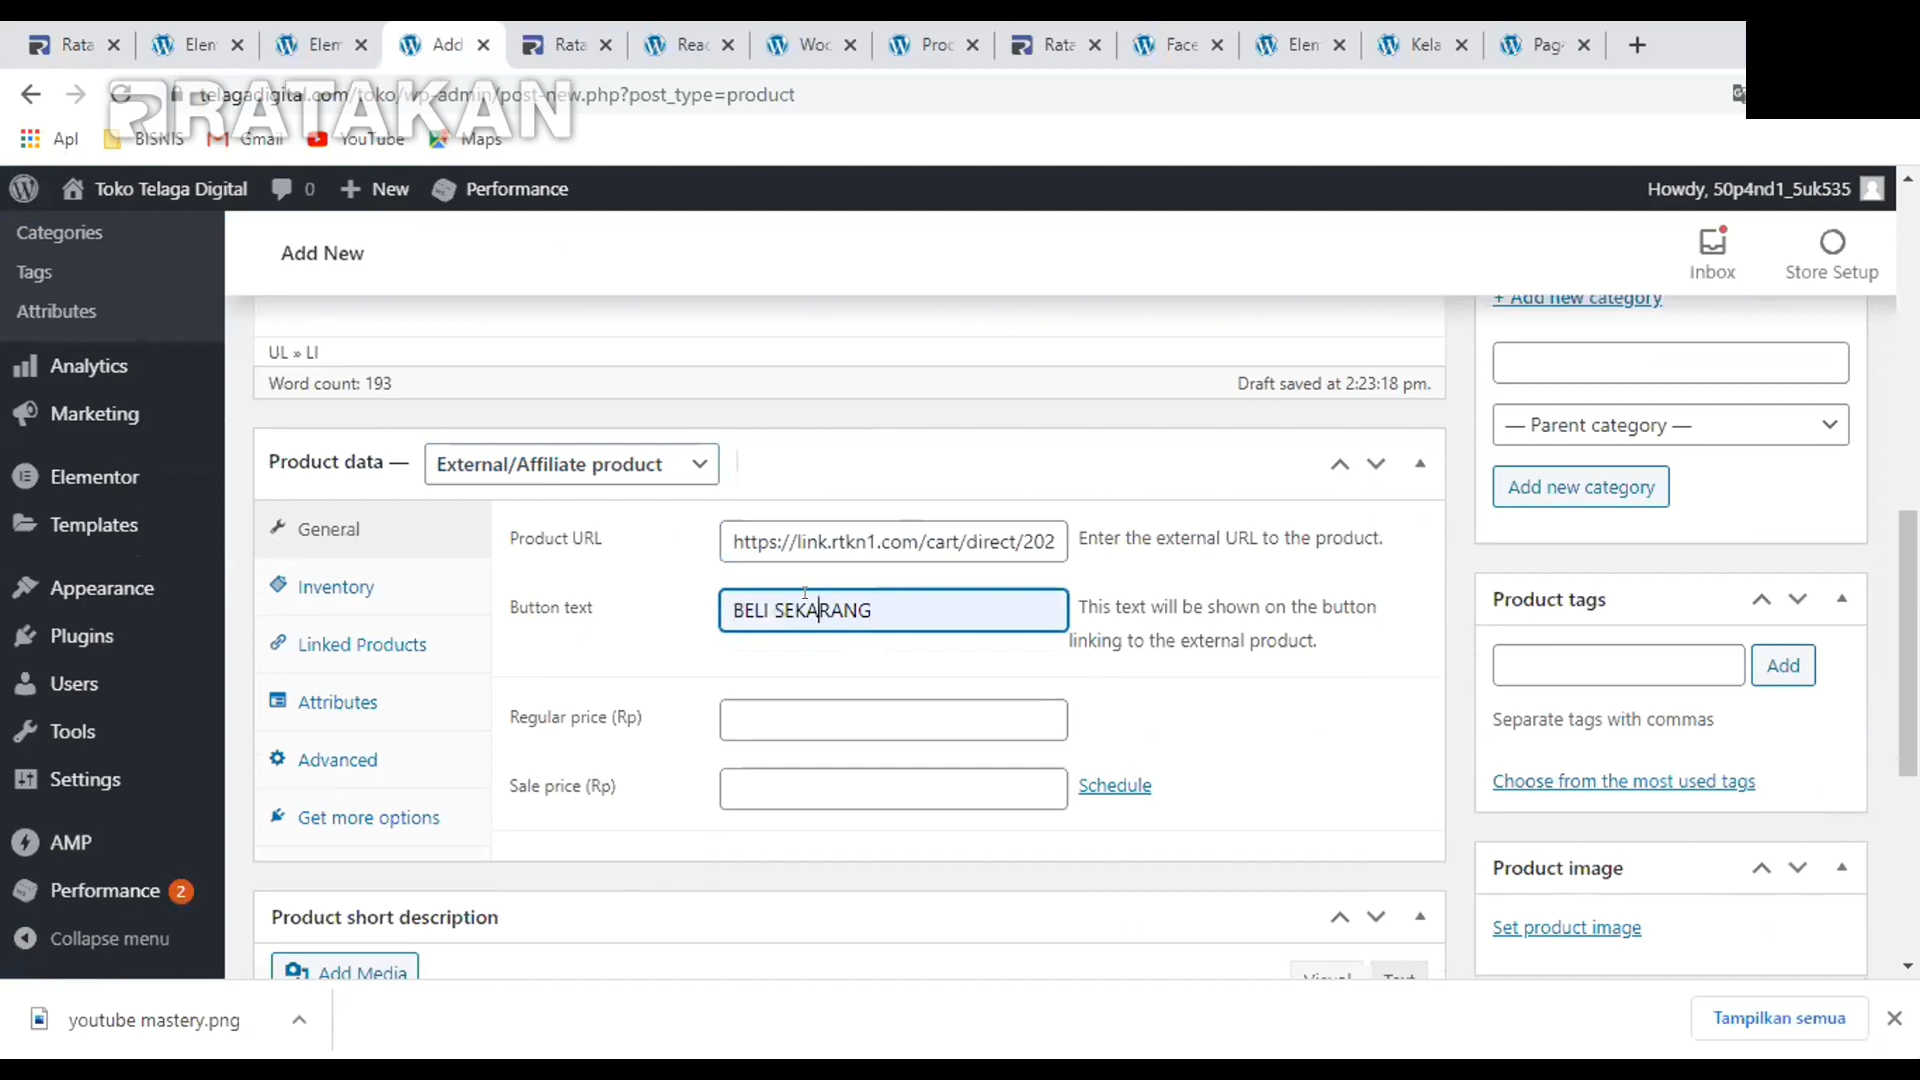 Rata
Elen
Elen
Add
Rata
Reac
Woc
Proc
Rata
Face
Elen
Kela
Pag
telagadigital.com/toko/wp-admin/post-new.php?post_type=product
RATAKAN
Apl
BISNIS
Gmail
YouTube
Maps
Toko Telaga Digital
0
New
Performance
Howdy, 50p4nd1_5uk535
Categories
Tags
Attributes
Analytics
Marketing
Elementor
Templates
Appearance
Plugins
Users
Tools
Settings
AMP
Performance 2
Collapse menu
Add New
Inbox
Store Setup
UL » LI
Word count: 193
Draft saved at 2:23:18 pm.
Product data —
External/Affiliate product
General
Inventory
Linked Products
Attributes
Advanced
Get more options
Product URL
https://link.rtkn1.com/cart/direct/202
Enter the external URL to the product.
Button text
BELI SEKARANG
This text will be shown on the button
linking to the external product.
Regular price (Rp)
Sale price (Rp)
Schedule
Product short description
Add Media
Visual
Text
+ Add new category
— Parent category —
Add new category
Product tags
Add
Separate tags with commas
Choose from the most used tags
Product image
Set product image
youtube mastery.png
Tampilkan semua